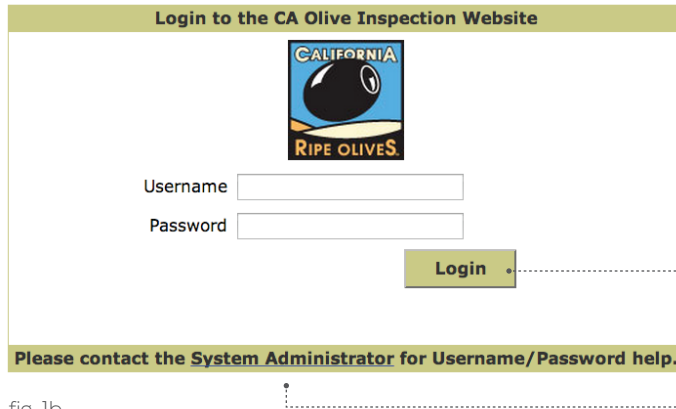 Login to the CA Olive Inspection Website
CALIFORNIA
RIPE OLIVES.
Username
Password
Login
Please contact the System Administrator for Username/Password help.
fig. 1b